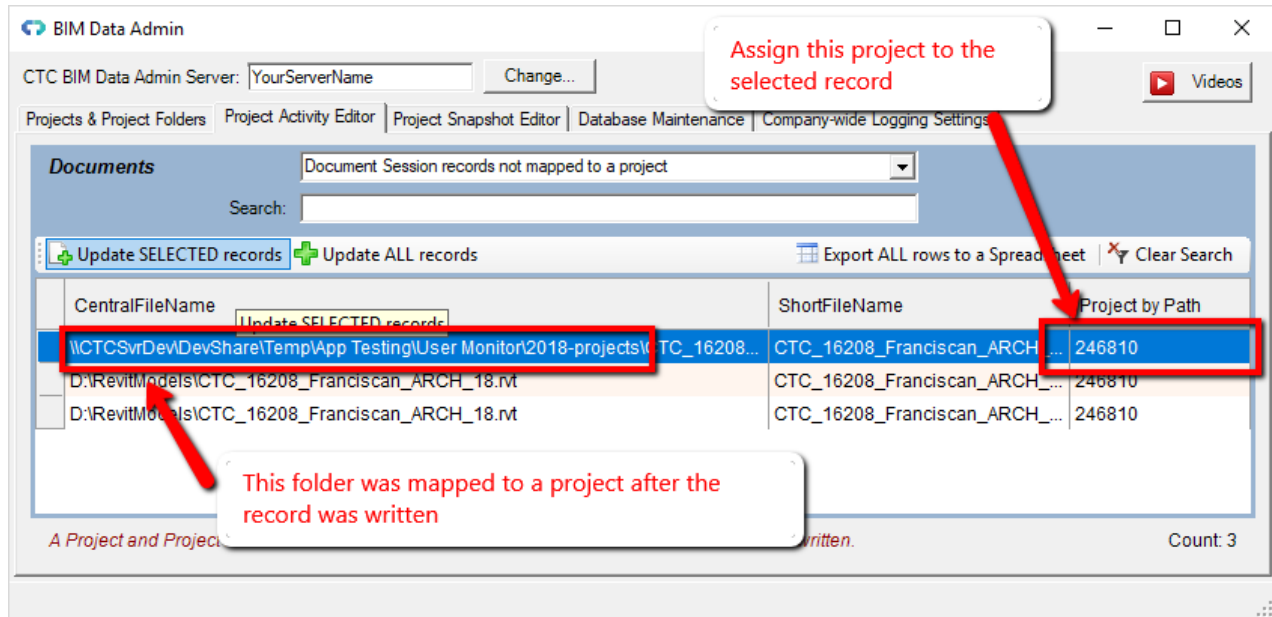 BIM Data Admin
Assign this project to the
selected record
CTC BIM Data Admin Server: YourServerName Change... Videos
Projects & Project Folders Project Activity Editor Project Snapshot Editor Database Maintenance Company-wide Logging Settings
Documents Document Session records not mapped to a project
Search:
Update SELECTED records Update ALL records Export ALL rows to a Spreadsheet Clear Search
CentralFileName ShortFileName Project by Path
Update SELECTED records
\\CTCSvrDev\DevShare\Temp\App Testing\User Monitor\2018-projects\CTC_16208... CTC_16208_Franciscan_ARCH_... 246810
D:\RevitModels\CTC_16208_Franciscan_ARCH_18.rvt CTC_16208_Franciscan_ARCH_... 246810
D:\RevitModels\CTC_16208_Franciscan_ARCH_18.rvt CTC_16208_Franciscan_ARCH_... 246810
This folder was mapped to a project after the
record was written
A Project and Project written. Count: 3